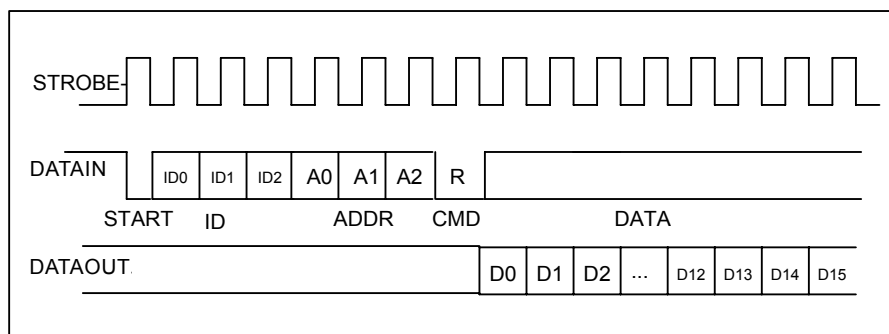 STROBE
DATAIN ID0 ID1 ID2 A0 A1 A2 R
START ID ADDR CMD DATA
DATAOUT D0 D1 D2 ... D12 D13 D14 D15